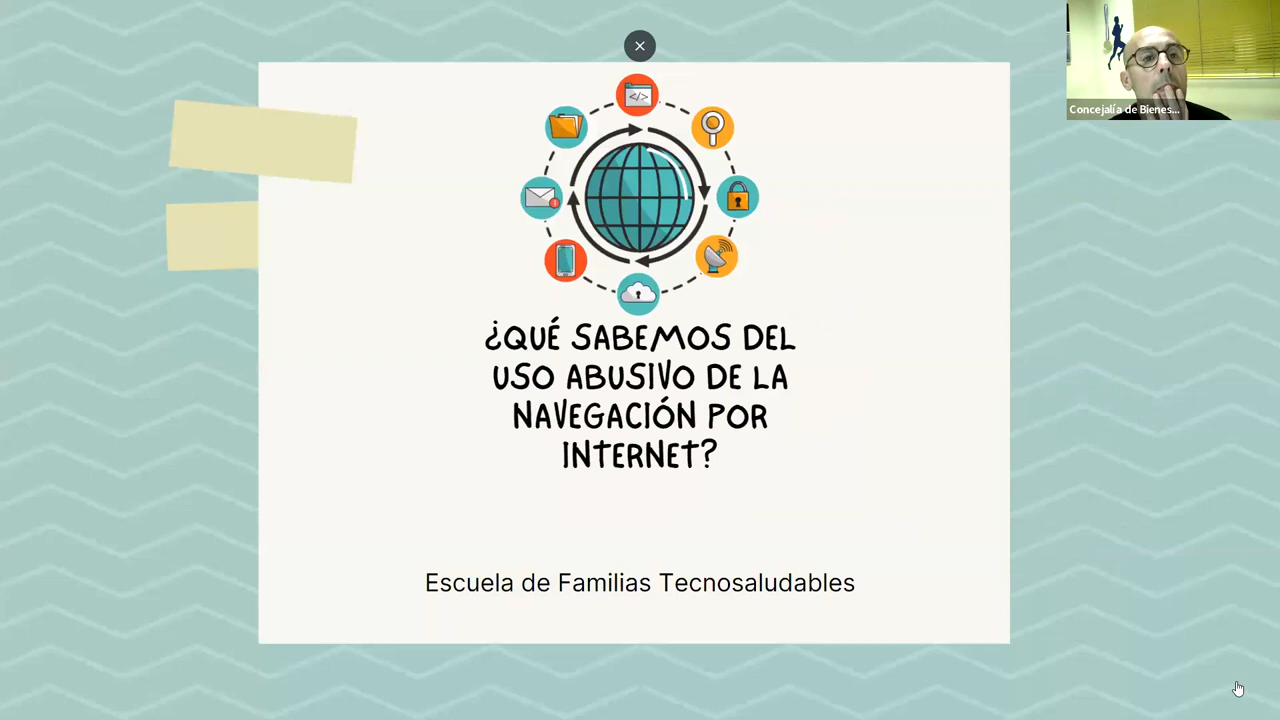 Concejalía de Bienes...
</>
¿QUÉ SABEMOS DEL
USO ABUSIVO DE LA
NAVEGACIÓN POR
INTERNET?
Escuela de Familias Tecnosaludables